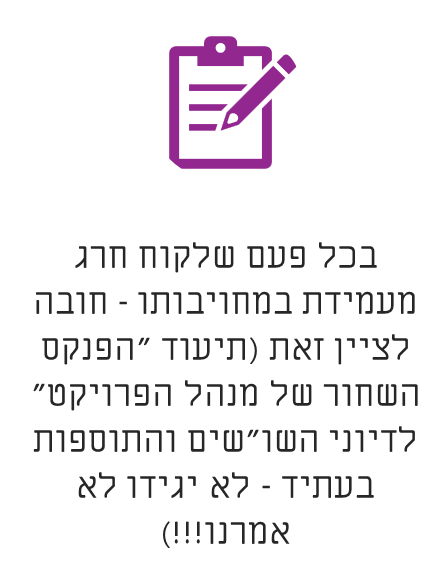 בכל פעם שלקוח חרג
מעמידת במחויבותו - חובה
לציין זאת (תיעוד ״הפנקס
השחור של מנהל הפרויקט״
לדיוני השו״שים והתוספות
בעתיד - לא יגידו לא
אמרנו!!!)